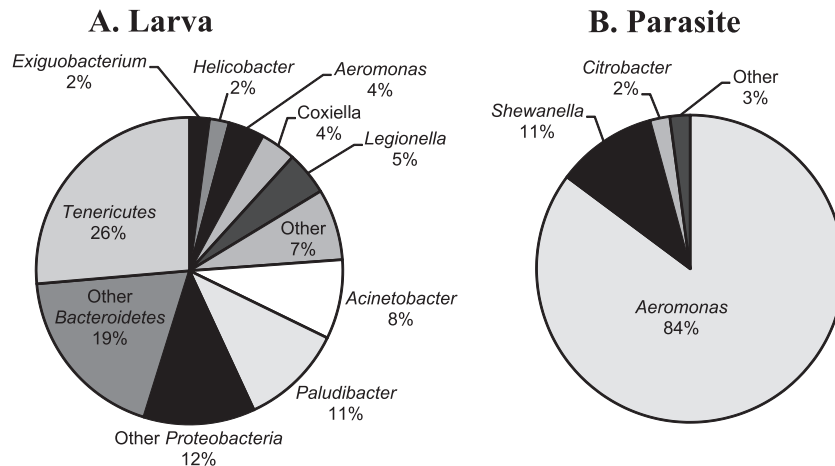 A. Larva
Exiguobacterium
2%
Helicobacter
2%
Aeromonas
4%
Coxiella
4%
Legionella
5%
Other
7%
Acinetobacter
8%
Paludibacter
11%
Other Proteobacteria
12%
Other
Bacteroidetes
19%
Tenericutes
26%
B. Parasite
Shewanella
11%
Citrobacter
2%
Other
3%
Aeromonas
84%